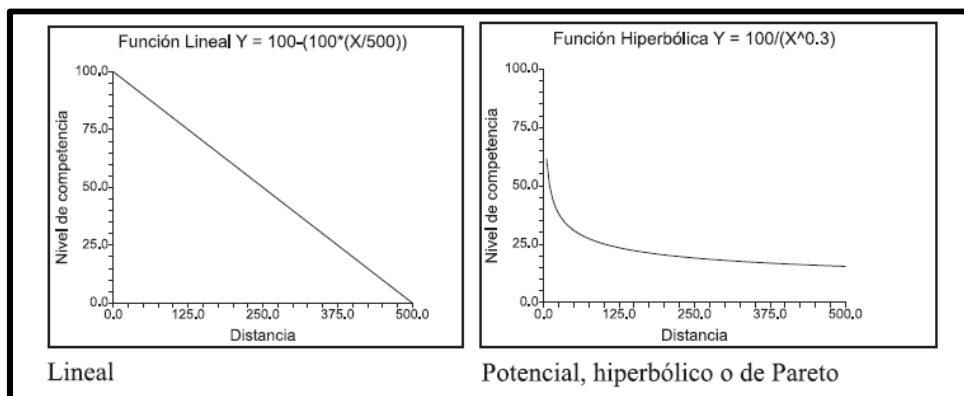 Función Lineal Y = 100-(100*(X/500))
100.0
75.0
50.0
25.0
0.0
Nivel de competencia
0.0 125.0 250.0 375.0 500.0
Distancia
Lineal
Función Hiperbólica Y = 100/(X^0.3)
100.0
75.0
50.0
25.0
0.0
Nivel de competencia
0.0 125.0 250.0 375.0 500.0
Distancia
Potencial, hiperbólico o de Pareto